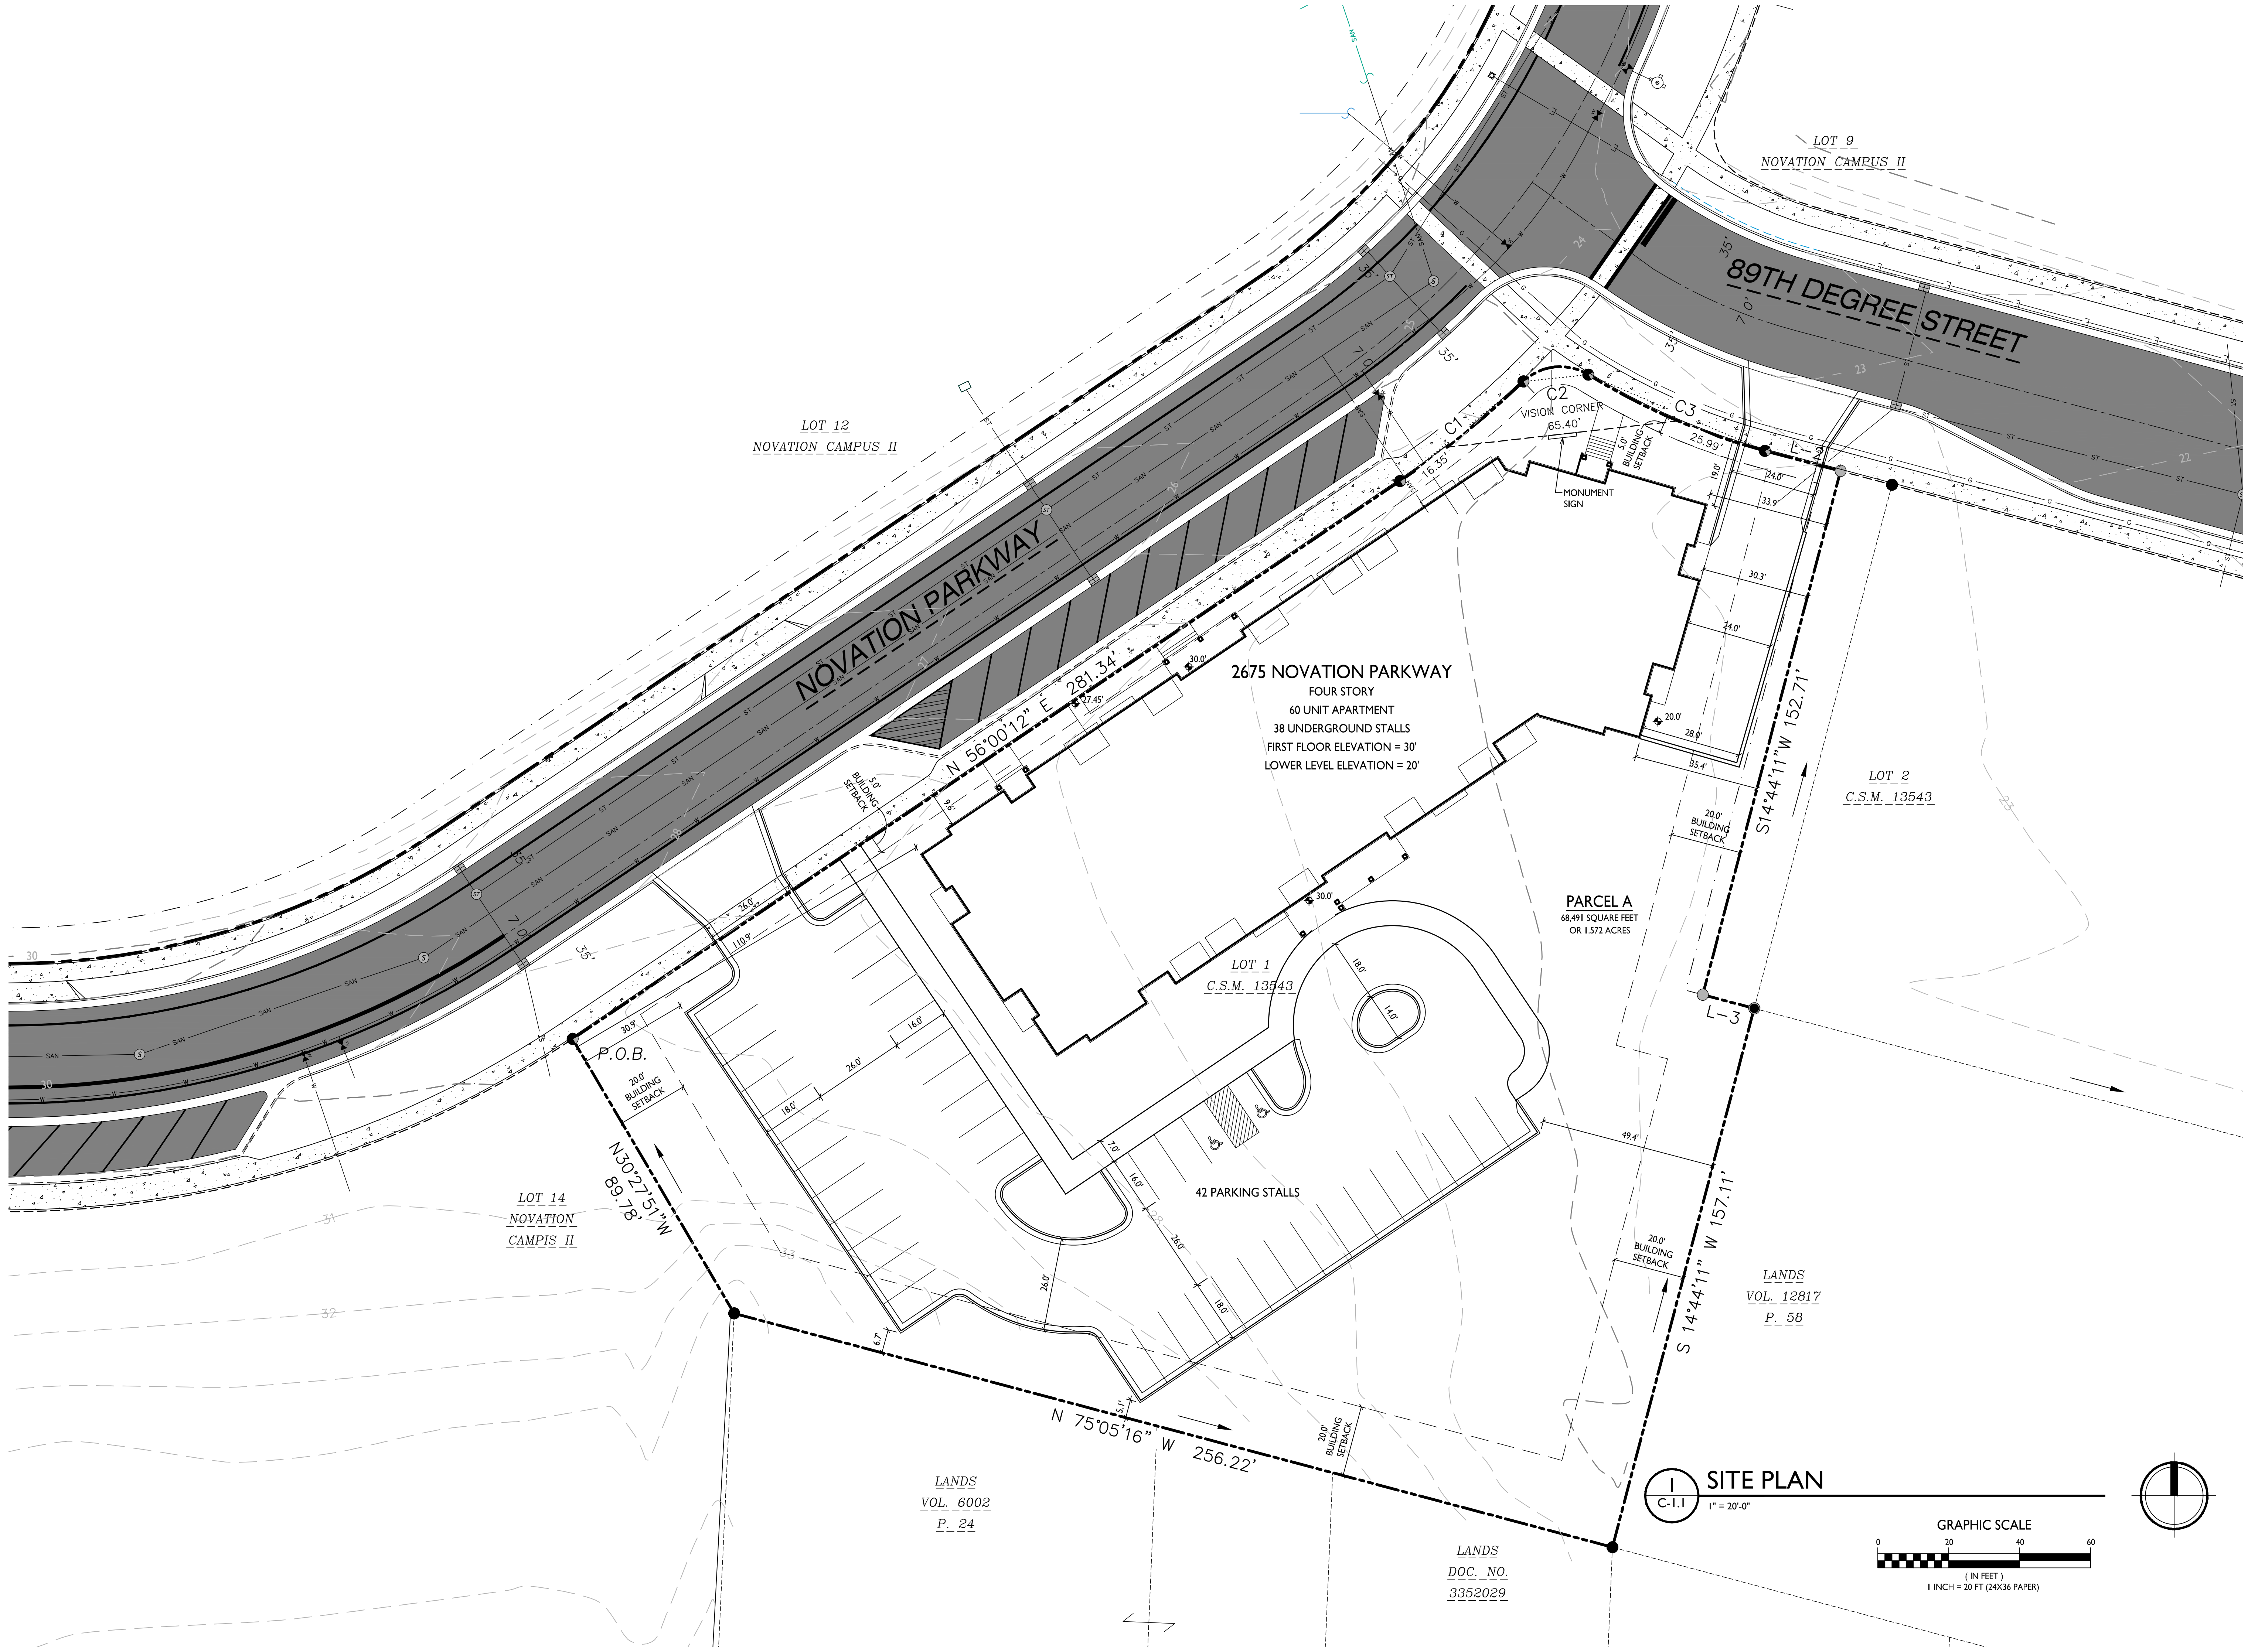 LOT 9
NOVATION CAMPUS II
89TH DEGREE STREET
LOT 12
NOVATION CAMPUS II
NOVATION PARKWAY
C1
16.35'
C2
VISION CORNER
65.40'
C3
25.99'
L-2
5.0'
BUILDING
SETBACK
MONUMENT
SIGN
19.0'
24.0'
33.9'
30.3'
24.0'
20.0'
28.0'
35.4'
N 56°00'12" E 281.34'
30.0'
27.45'
2675 NOVATION PARKWAY
FOUR STORY
60 UNIT APARTMENT
38 UNDERGROUND STALLS
FIRST FLOOR ELEVATION = 30'
LOWER LEVEL ELEVATION = 20'
S14°44'11"W 152.71'
LOT 2
C.S.M. 13543
20.0'
BUILDING
SETBACK
5.0'
BUILDING
SETBACK
9.6'
26.0'
110.9'
30.9'
P.O.B.
20.0'
BUILDING
SETBACK
PARCEL A
68,491 SQUARE FEET
OR 1.572 ACRES
30.0'
LOT 1
C.S.M. 13543
18.0'
14.0'
L-3
16.0'
26.0'
18.0'
49.4'
7.0'
16.0'
26.0'
18.0'
42 PARKING STALLS
N30°27'51"W
89.78'
LOT 14
NOVATION
CAMPIS II
26.0'
6.7'
5.1'
20.0'
BUILDING
SETBACK
S 14°44'11" W 157.11'
LANDS
VOL. 12817
P. 58
N 75°05'16" W 256.22'
20.0'
BUILDING
SETBACK
LANDS
VOL. 6002
P. 24
LANDS
DOC. NO.
3352029
1
C-1.1
SITE PLAN
1" = 20'-0"
GRAPHIC SCALE
0 20 40 60
( IN FEET )
1 INCH = 20 FT (24X36 PAPER)